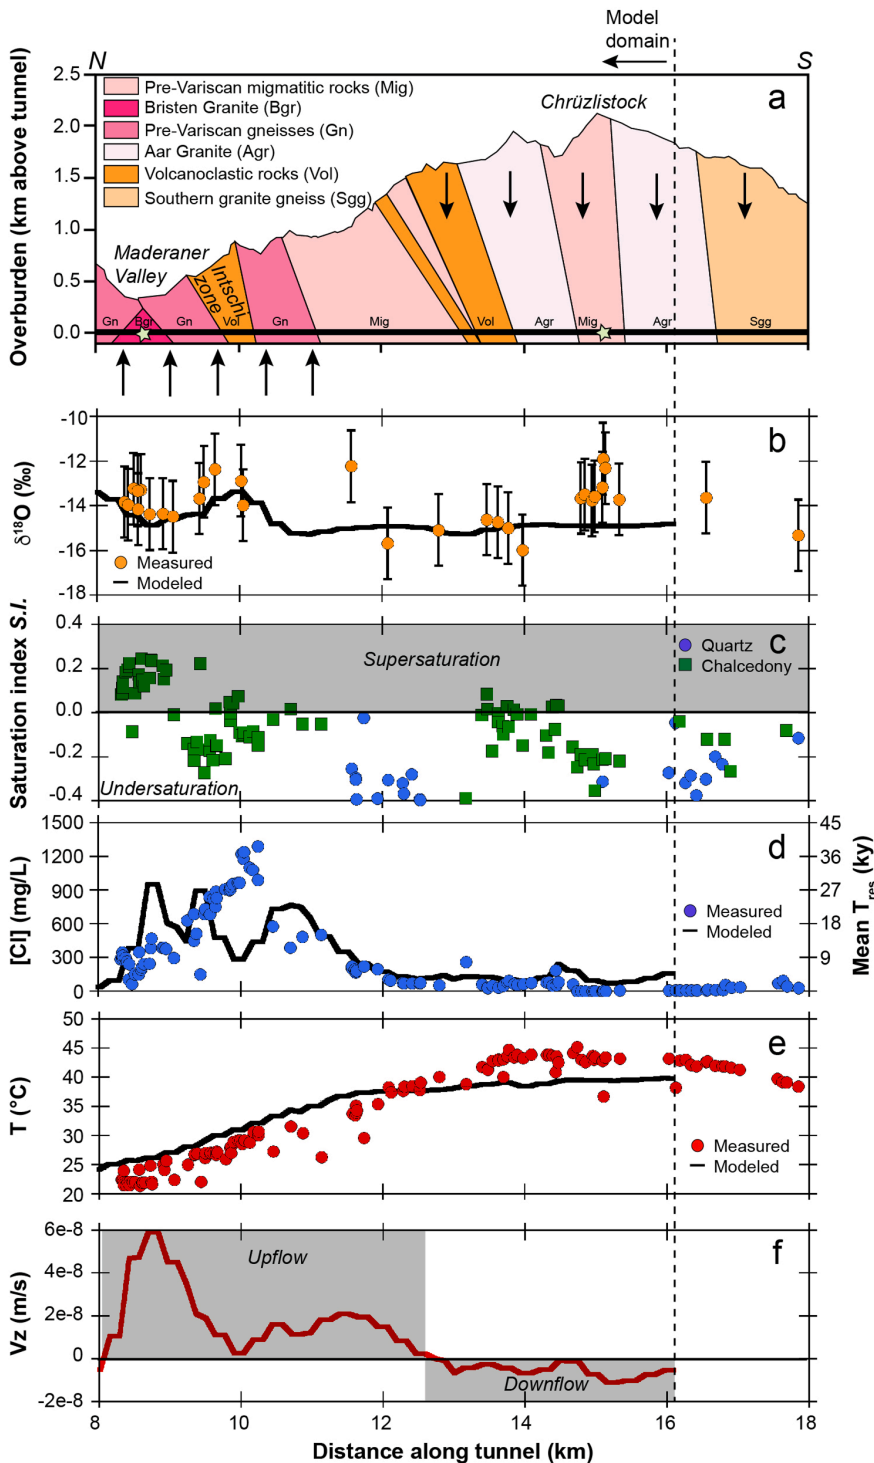 Model
domain
N
S
Overburden (km above tunnel)
2.5
2.0
1.5
1.0
0.5
0.0
a
Pre-Variscan migmatitic rocks (Mig)
Bristen Granite (Bgr)
Pre-Variscan gneisses (Gn)
Aar Granite (Agr)
Volcanoclastic rocks (Vol)
Southern granite gneiss (Sgg)
Chrüzlistock
Maderaner
Valley
Intschi
zone
Gn
Bgr
Gn
Vol
Gn
Mig
Vol
Agr
Mig
Agr
Sgg
δ¹⁸O (‰)
-10
-12
-14
-16
-18
b
Measured
Modeled
Saturation index S.I.
0.4
0.2
0.0
-0.2
-0.4
c
Supersaturation
Quartz
Chalcedony
Undersaturation
[Cl] (mg/L)
1500
1200
900
600
300
0
d
Measured
Modeled
45
36
27
18
9
Mean Tres (ky)
T (°C)
50
45
40
35
30
25
20
e
Measured
Modeled
Vz (m/s)
6e-8
4e-8
2e-8
0
-2e-8
f
Upflow
Downflow
8
10
12
14
16
18
Distance along tunnel (km)